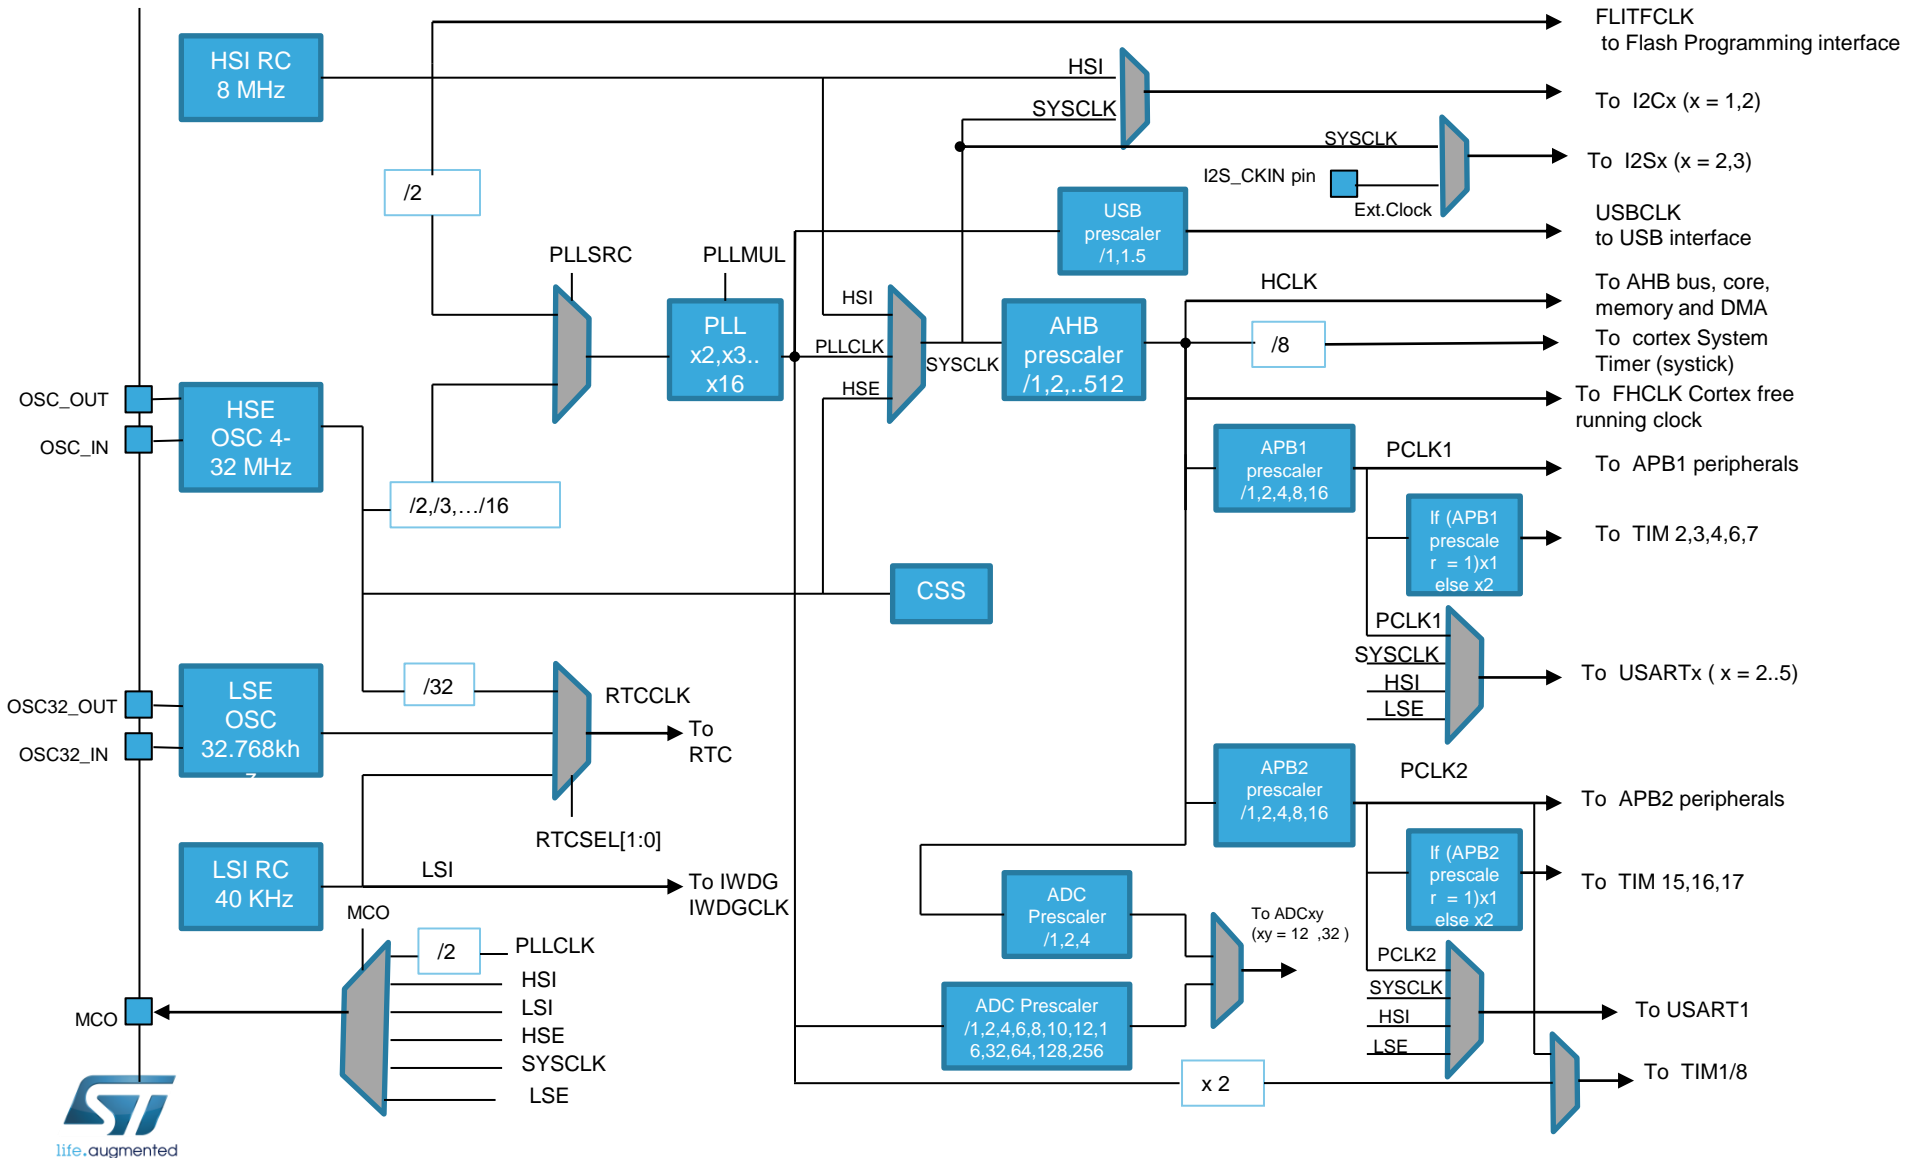 FLITFCLK
to Flash Programming interface
HSI RC
8 MHz
HSI
SYSCLK
To I2Cx (x = 1,2)
SYSCLK
To I2Sx (x = 2,3)
I2S_CKIN pin
Ext.Clock
/2
USB
prescaler
/1,1.5
USBCLK
to USB interface
PLLSRC
PLLMUL
HSI
PLLCLK
HSE
SYSCLK
PLL
x2,x3..
x16
AHB
prescaler
/1,2,..512
HCLK
To AHB bus, core,
memory and DMA
/8
To cortex System
Timer (systick)
To FHCLK Cortex free
running clock
OSC_OUT
OSC_IN
HSE
OSC 4-
32 MHz
/2,/3,…/16
APB1
prescaler
/1,2,4,8,16
PCLK1
To APB1 peripherals
If (APB1
prescale
r = 1)x1
else x2
To TIM 2,3,4,6,7
CSS
PCLK1
SYSCLK
HSI
LSE
To USARTx ( x = 2..5)
OSC32_OUT
OSC32_IN
LSE
OSC
32.768kh
z
/32
RTCCLK
To
RTC
RTCSEL[1:0]
APB2
prescaler
/1,2,4,8,16
PCLK2
To APB2 peripherals
If (APB2
prescale
r = 1)x1
else x2
To TIM 15,16,17
LSI RC
40 KHz
LSI
To IWDG
IWDGCLK
ADC
Prescaler
/1,2,4
To ADCxy
(xy = 12 ,32 )
ADC Prescaler
/1,2,4,6,8,10,12,1
6,32,64,128,256
PCLK2
SYSCLK
HSI
LSE
To USART1
x 2
To TIM1/8
MCO
/2
PLLCLK
HSI
LSI
HSE
SYSCLK
LSE
MCO
ST
life.augmented